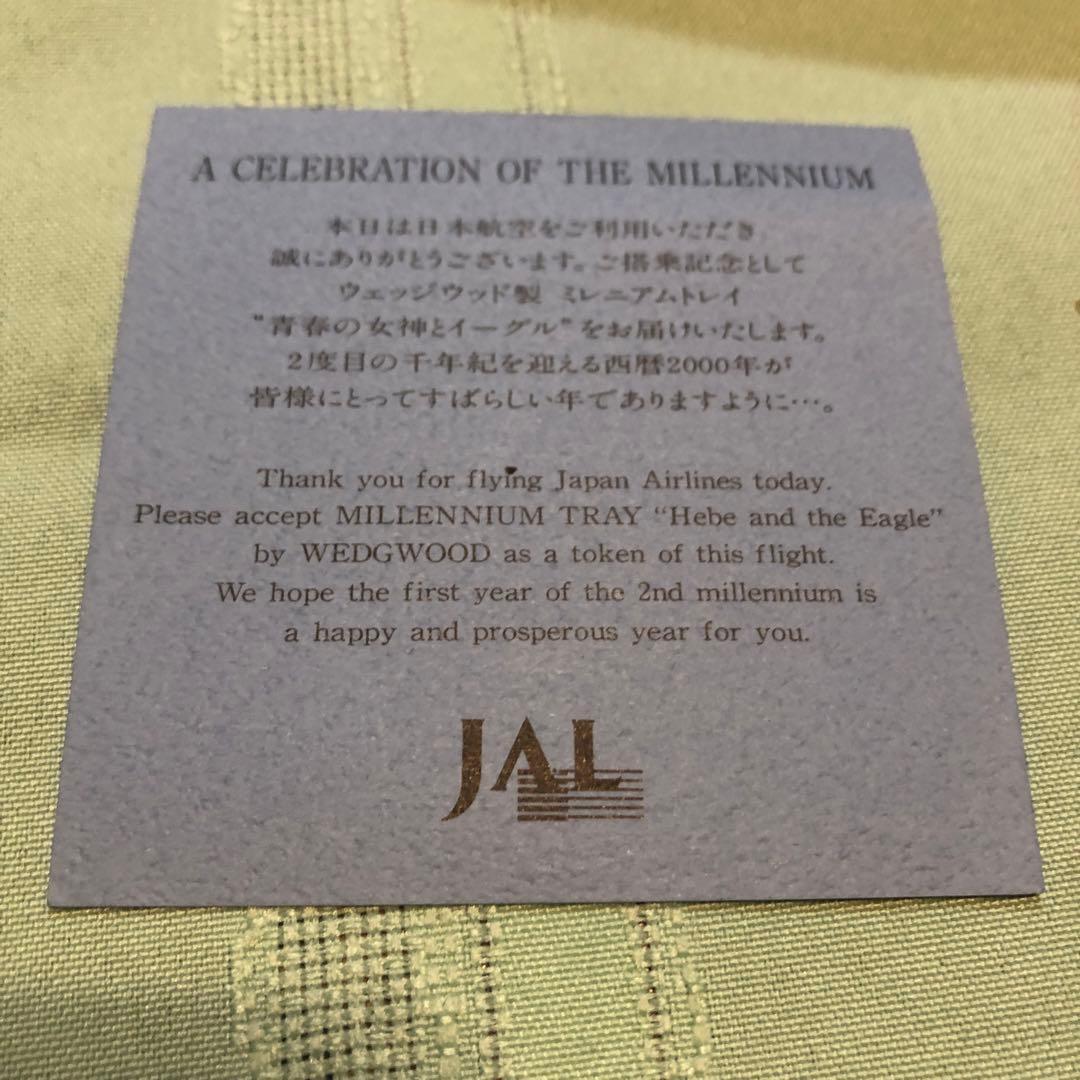 A CELEBRATION OF THE MILLENNIUM
本日は日本航空をご利用いただき
誠にありがとうございます。ご搭乗記念として
ウェッジウッド製 ミレニアムトレイ
“青春の女神とイーグル”をお届けいたします。
2度目の千年紀を迎える西暦2000年が
皆様にとってすばらしい年でありますように…。
Thank you for flying Japan Airlines today.
Please accept MILLENNIUM TRAY “Hebe and the Eagle”
by WEDGWOOD as a token of this flight.
We hope the first year of the 2nd millennium is
a happy and prosperous year for you.
JAL